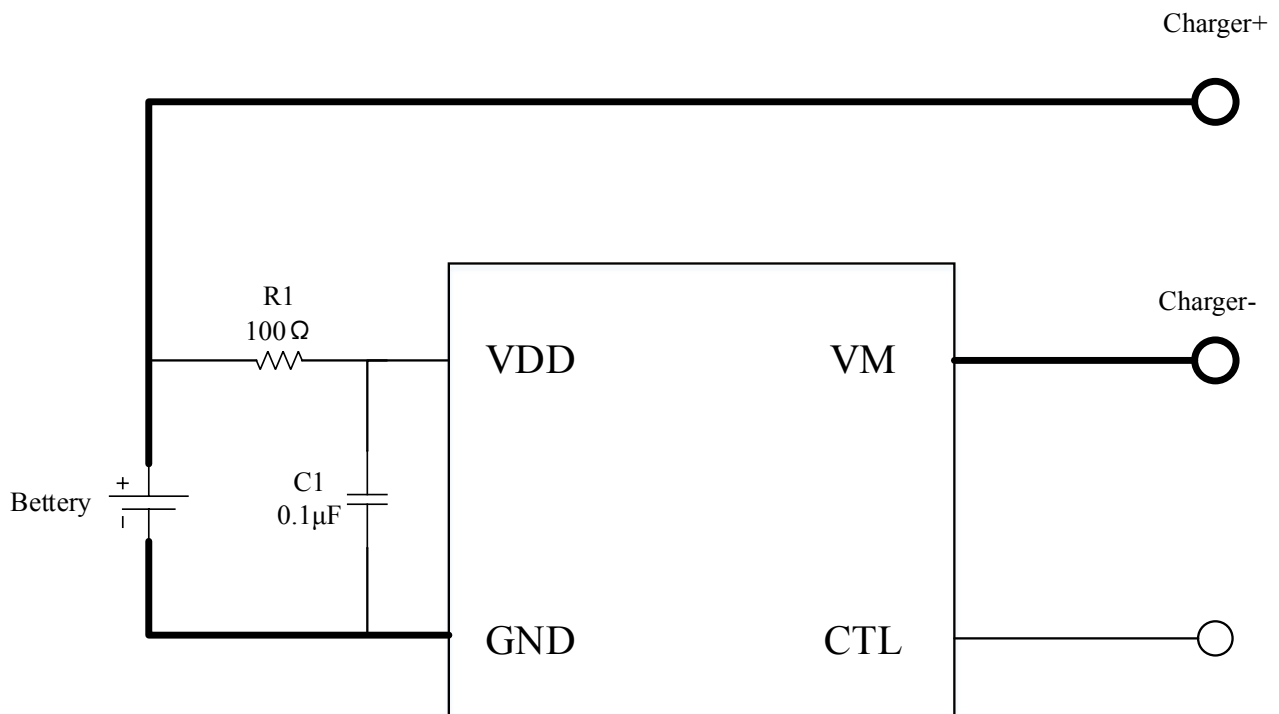 Charger+
R1
100Ω
Charger-
VDD
VM
+
Bettery
C1
0.1μF
GND
CTL